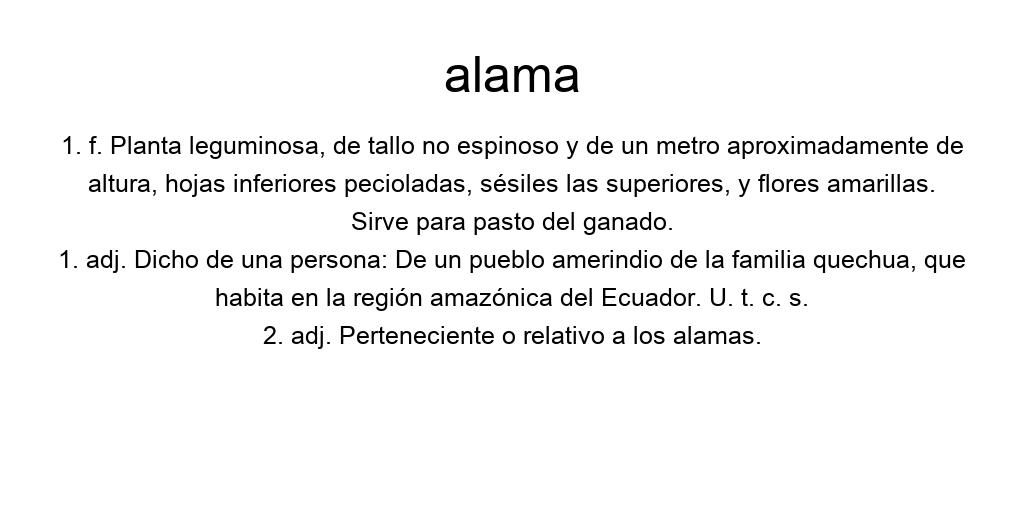 alama
1. f. Planta leguminosa, de tallo no espinoso y de un metro aproximadamente de
altura, hojas inferiores pecioladas, sésiles las superiores, y flores amarillas.
Sirve para pasto del ganado.
1. adj. Dicho de una persona: De un pueblo amerindio de la familia quechua, que
habita en la región amazónica del Ecuador. U. t. c. s.
2. adj. Perteneciente o relativo a los alamas.